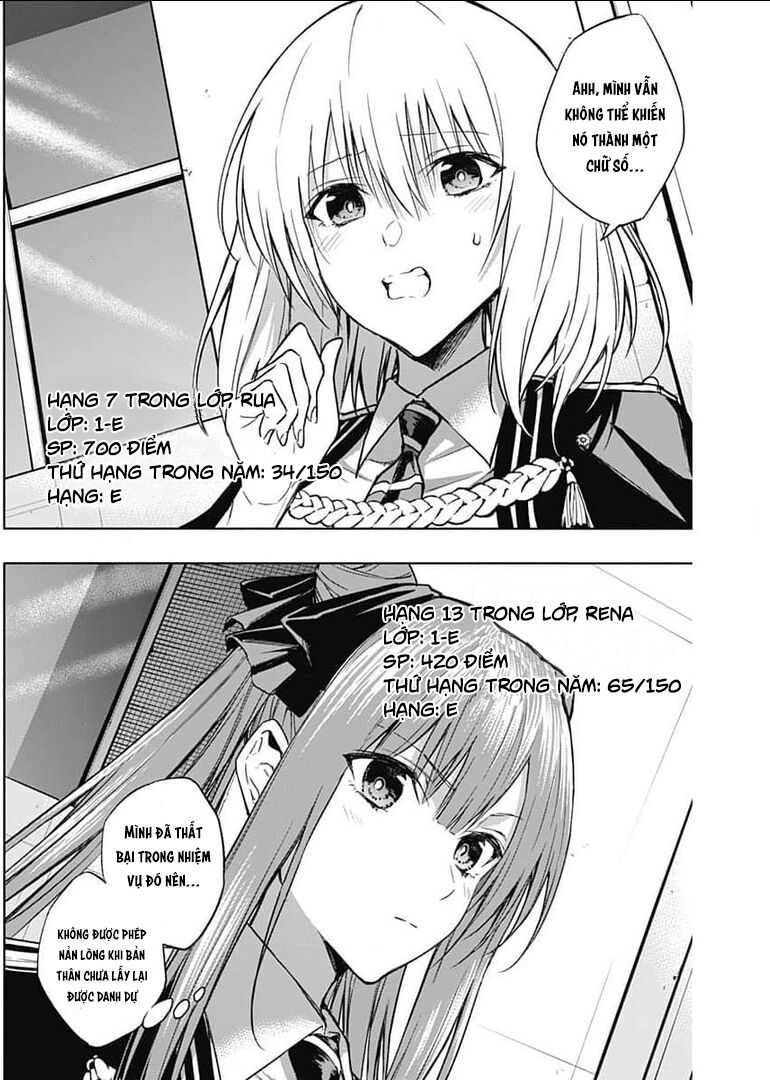 AHH, MÌNH VẪN
KHÔNG THỂ KHIẾN
NÓ THÀNH MỘT
CHỮ SỐ...
HẠNG 7 TRONG LỚP, RUA
LỚP: 1-E
SP: 700 ĐIỂM
THỨ HẠNG TRONG NĂM: 34/150
HẠNG: E
HẠNG 13 TRONG LỚP, RENA
LỚP: 1-E
SP: 420 ĐIỂM
THỨ HẠNG TRONG NĂM: 65/150
HẠNG: E
MÌNH ĐÃ THẤT
BẠI TRONG NHIỆM
VỤ ĐÓ NÊN...
KHÔNG ĐƯỢC PHÉP
NẢN LÒNG KHI BẢN
THÂN CHƯA LẤY LẠI
ĐƯỢC DANH DỰ